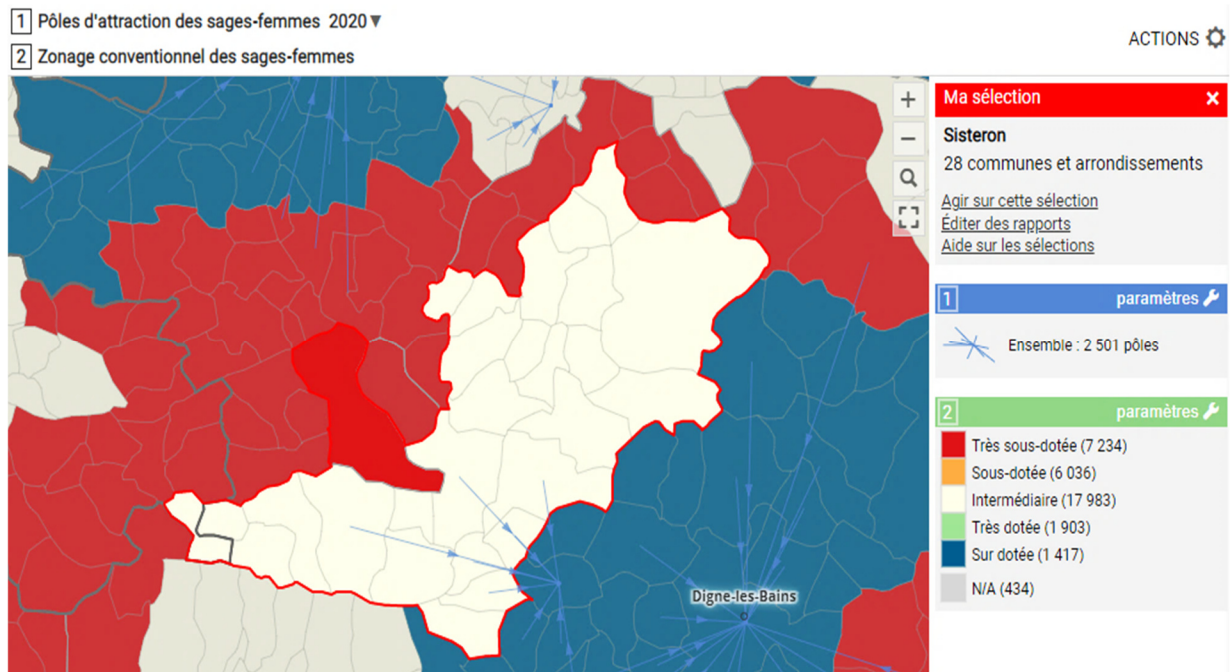 1 Pôles d'attraction des sages-femmes 2020 ▼
2 Zonage conventionnel des sages-femmes
ACTIONS
+
−
Digne-les-Bains
Ma sélection ×
Sisteron
28 communes et arrondissements
Agir sur cette sélection
Éditer des rapports
Aide sur les sélections
1 paramètres
Ensemble : 2 501 pôles
2 paramètres
Très sous-dotée (7 234)
Sous-dotée (6 036)
Intermédiaire (17 983)
Très dotée (1 903)
Sur dotée (1 417)
N/A (434)